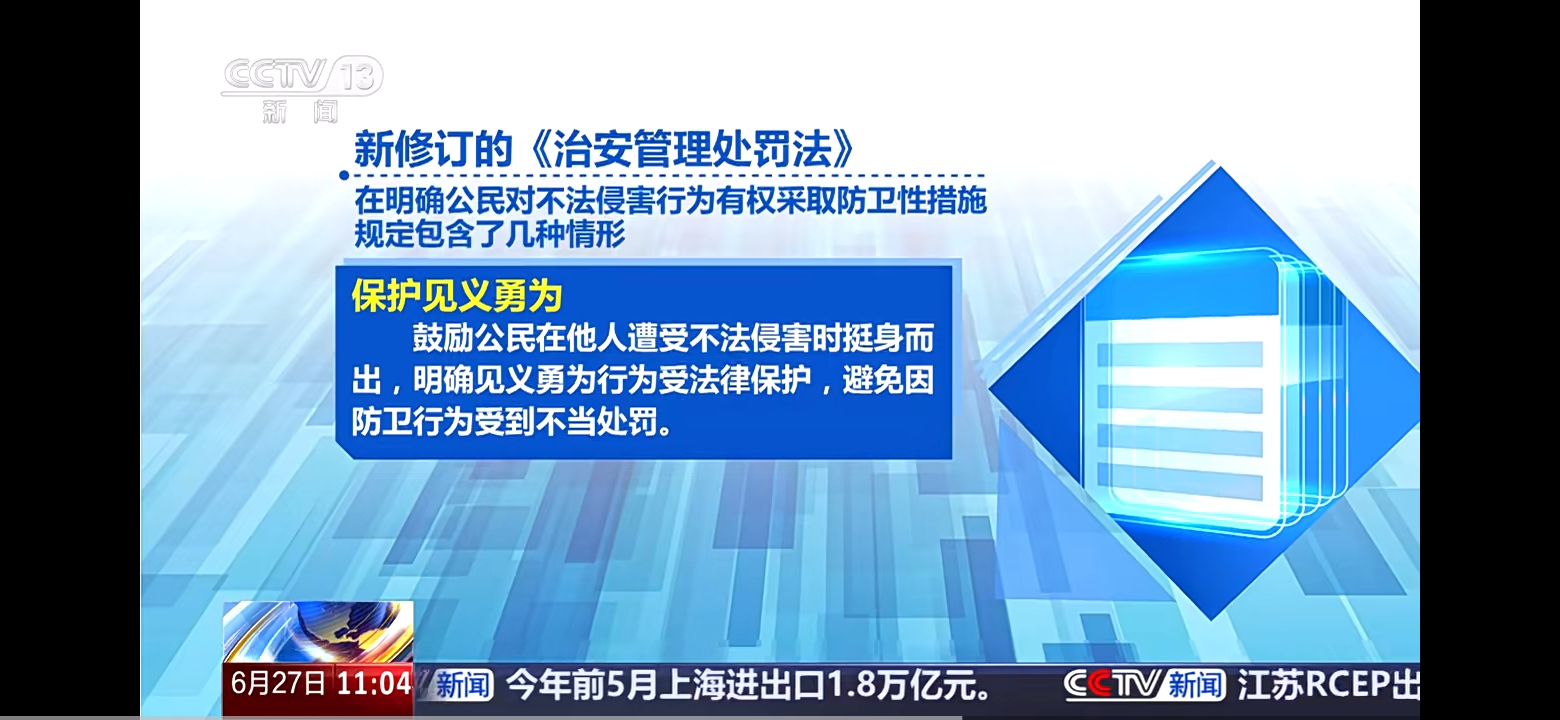 CCTV 13
新闻
新修订的《治安管理处罚法》
在明确公民对不法侵害行为有权采取防卫性措施
规定包含了几种情形
保护见义勇为
鼓励公民在他人遭受不法侵害时挺身而
出，明确见义勇为行为受法律保护，避免因
防卫行为受到不当处罚。
6月27日 11:04
新闻 今年前5月上海进出口1.8万亿元。 CCTV新闻 江苏RCEP出